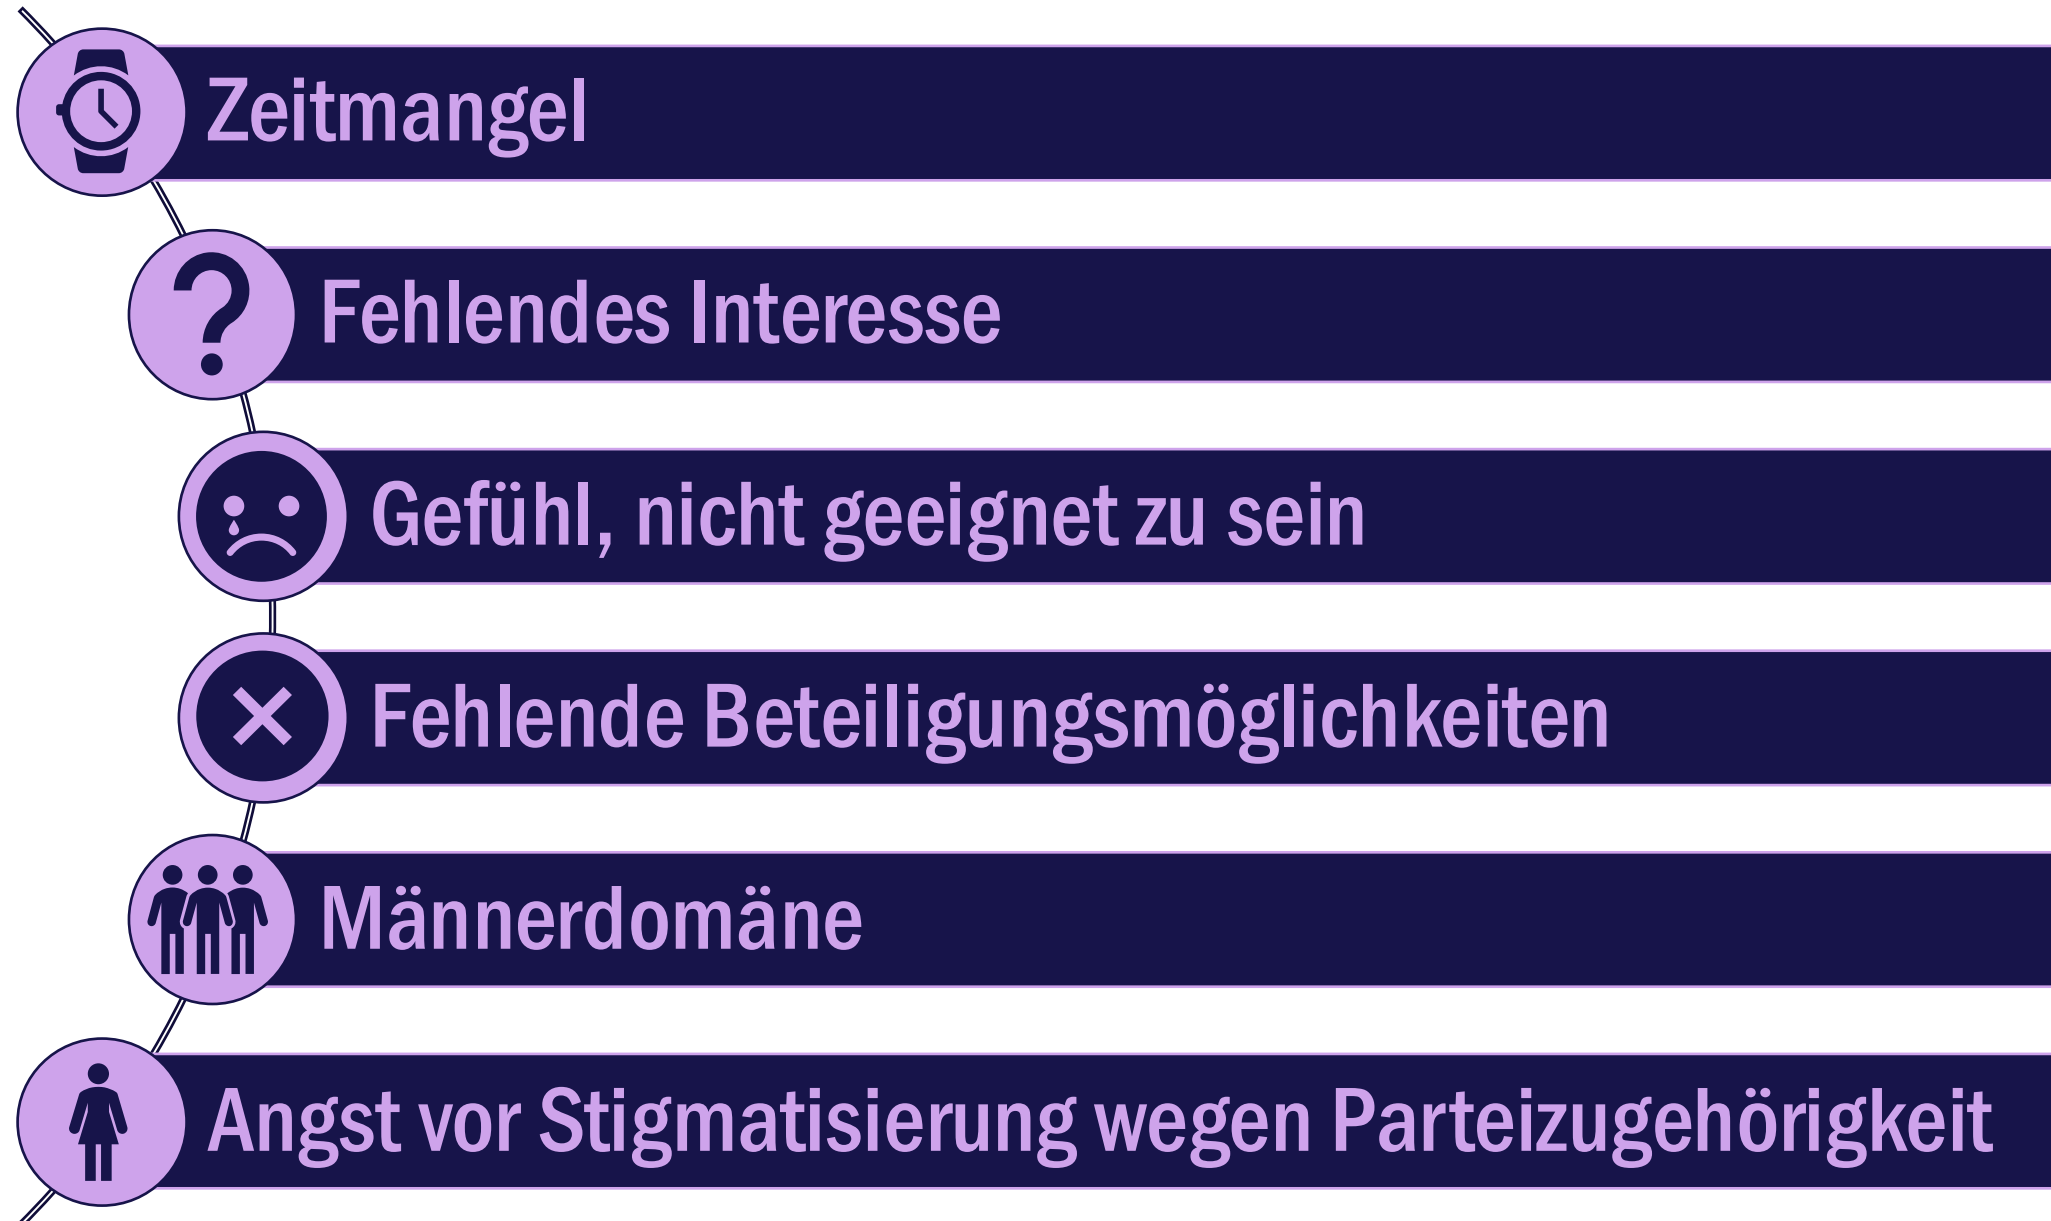 Zeitmangel
Fehlendes Interesse
Gefühl, nicht geeignet zu sein
Fehlende Beteiligungsmöglichkeiten
Männerdomäne
Angst vor Stigmatisierung wegen Parteizugehörigkeit